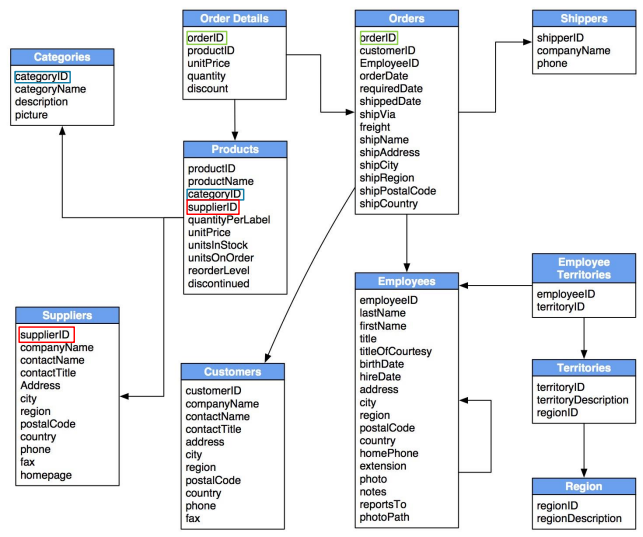 Order Details
orderID
productID
unitPrice
quantity
discount
Orders
orderID
customerID
EmployeeID
orderDate
requiredDate
shippedDate
shipVia
freight
shipName
shipAddress
shipCity
shipRegion
shipPostalCode
shipCountry
Shippers
shipperID
companyName
phone
Categories
categoryID
categoryName
description
picture
Products
productID
productName
categoryID
supplierID
quantityPerLabel
unitPrice
unitsInStock
unitsOnOrder
reorderLevel
discontinued
Employee
Territories
employeeID
territoryID
Employees
employeeID
lastName
firstName
title
titleOfCourtesy
birthDate
hireDate
address
city
region
postalCode
country
homePhone
extension
photo
notes
reportsTo
photoPath
Suppliers
supplierID
companyName
contactName
contactTitle
Address
city
region
postalCode
country
phone
fax
homepage
Customers
customerID
companyName
contactName
contactTitle
address
city
region
postalCode
country
phone
fax
Territories
territoryID
territoryDescription
regionID
Region
regionID
regionDescription